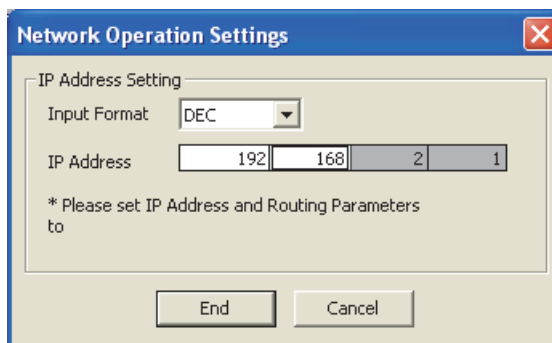 Network Operation Settings
IP Address Setting
Input Format DEC
IP Address 192 168 2 1
* Please set IP Address and Routing Parameters
to
End Cancel